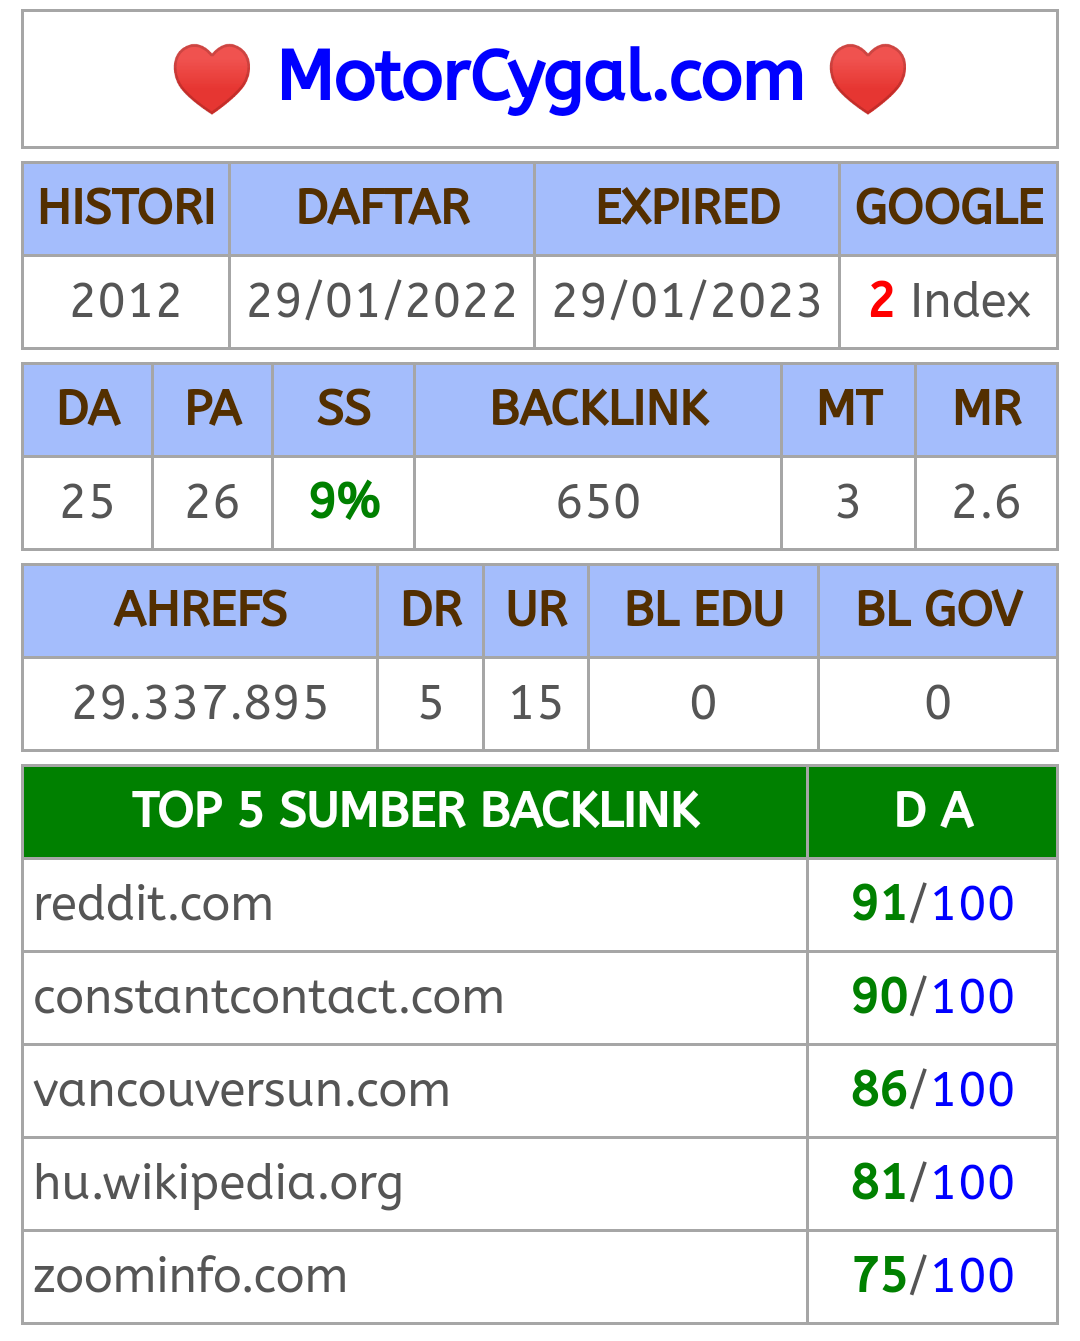 MotorCygal.com
HISTORI DAFTAR EXPIRED GOOGLE
2012 29/01/2022 29/01/2023 2 Index
DA PA SS BACKLINK MT MR
25 26 9% 650 3 2.6
AHREFS DR UR BL EDU BL GOV
29.337.895 5 15 0 0
TOP 5 SUMBER BACKLINK D A
reddit.com 91/100
constantcontact.com 90/100
vancouversun.com 86/100
hu.wikipedia.org 81/100
zoominfo.com 75/100